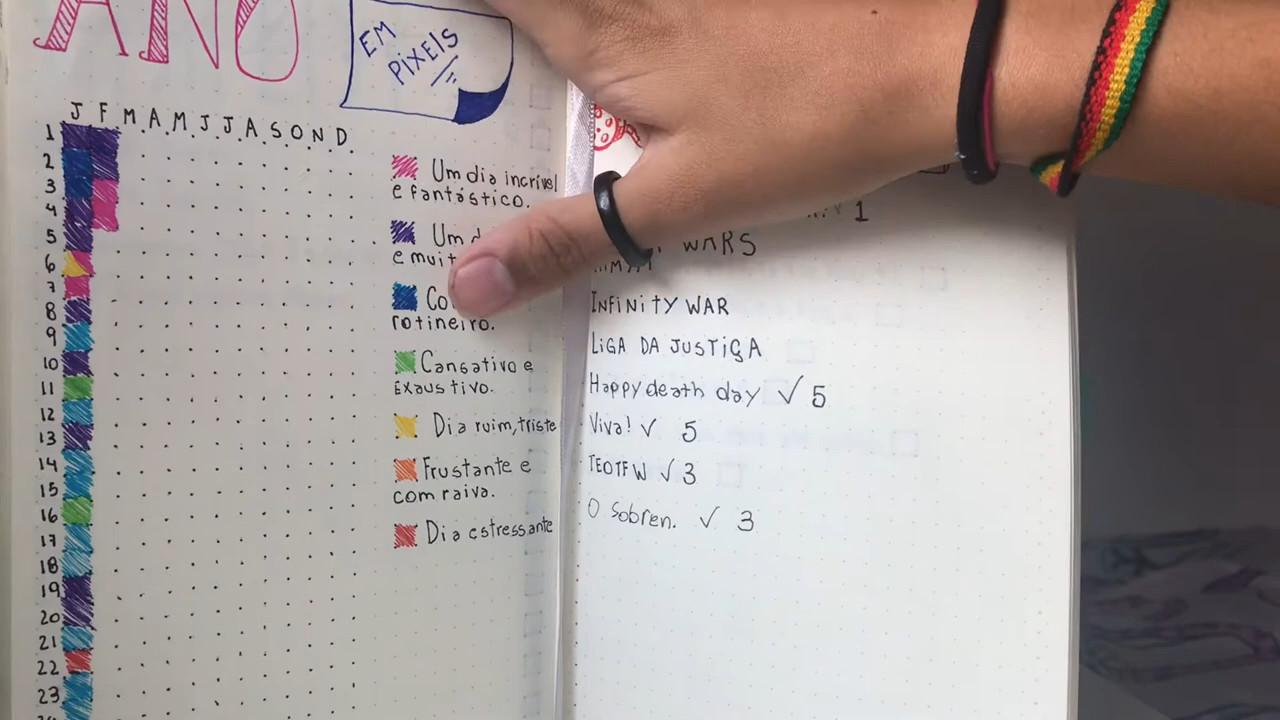 ANO
EM
PIXELS
J F M A M J J A S O N D
1
2
3
4
5
6
7
8
9
10
11
12
13
14
15
16
17
18
19
20
21
22
23
Um dia incrível
e fantástico.
Um
e
rotineiro.
Cansativo e
Exaustivo.
Dia ruim, triste
Frustante e
com raiva.
Dia estressante
1
WARS
INFINITY WAR
LIGA DA JUSTIÇA
Happy death day √ 5
Viva! √ 5
TEOTFW √ 3
O Sobren. √ 3